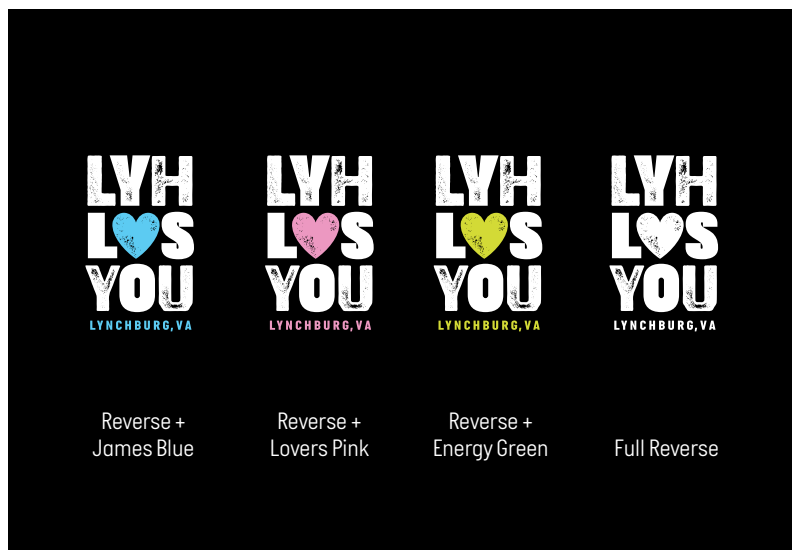 LYH
L♥S
YOU
LYNCHBURG, VA
LYH
L♥S
YOU
LYNCHBURG, VA
LYH
L♥S
YOU
LYNCHBURG, VA
LYH
L♥S
YOU
LYNCHBURG, VA
Reverse +
James Blue
Reverse +
Lovers Pink
Reverse +
Energy Green
Full Reverse